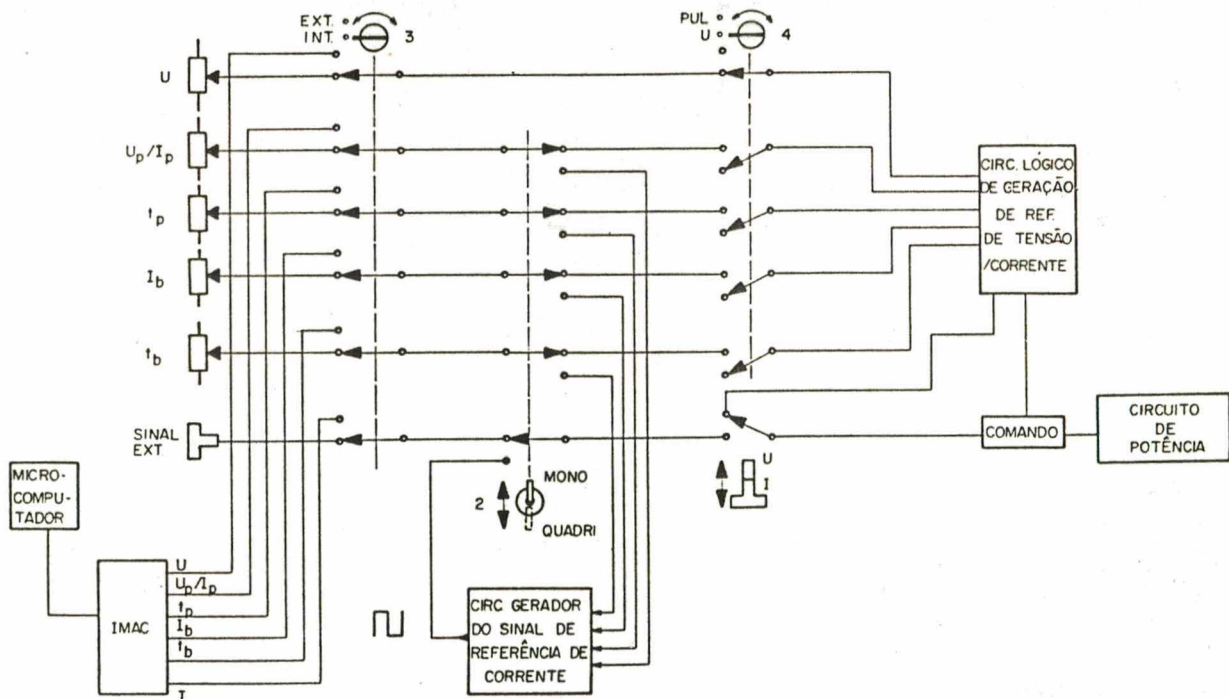 EXT.
INT.
3
PUL
U
4
U
U_p/I_p
t_p
I_b
t_b
SINAL
EXT.
CIRC. LÓGICO
DE GERAÇÃO
DE REF.
DE TENSÃO
/CORRENTE
COMANDO
CIRCUITO
DE
POTÊNCIA
U
I
MONO
2
QUADRI
MICRO-
COMPU-
TADOR
IMAC
U
U_p/I_p
t_p
I_b
t_b
I
CIRC GERADOR
DO SINAL DE
REFERÊNCIA DE
CORRENTE